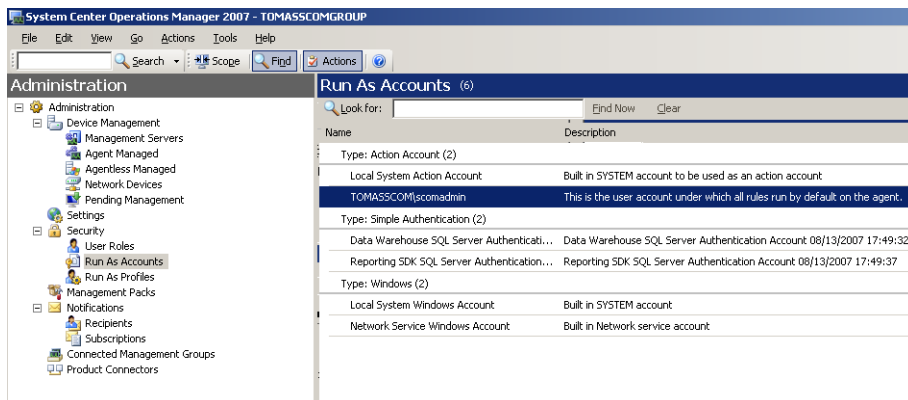 System Center Operations Manager 2007 - TOMASSCOMGROUP
File Edit View Go Actions Tools Help
Search Scope Find Actions
Administration
Administration
Device Management
Management Servers
Agent Managed
Agentless Managed
Network Devices
Pending Management
Settings
Security
User Roles
Run As Accounts
Run As Profiles
Management Packs
Notifications
Recipients
Subscriptions
Connected Management Groups
Product Connectors
Run As Accounts (6)
Look for: Find Now Clear
Name Description
Type: Action Account (2)
Local System Action Account Built in SYSTEM account to be used as an action account
TOMASSCOM\scomadmin This is the user account under which all rules run by default on the agent.
Type: Simple Authentication (2)
Data Warehouse SQL Server Authenticati... Data Warehouse SQL Server Authentication Account 08/13/2007 17:49:32
Reporting SDK SQL Server Authentication... Reporting SDK SQL Server Authentication Account 08/13/2007 17:49:37
Type: Windows (2)
Local System Windows Account Built in SYSTEM account
Network Service Windows Account Built in Network service account